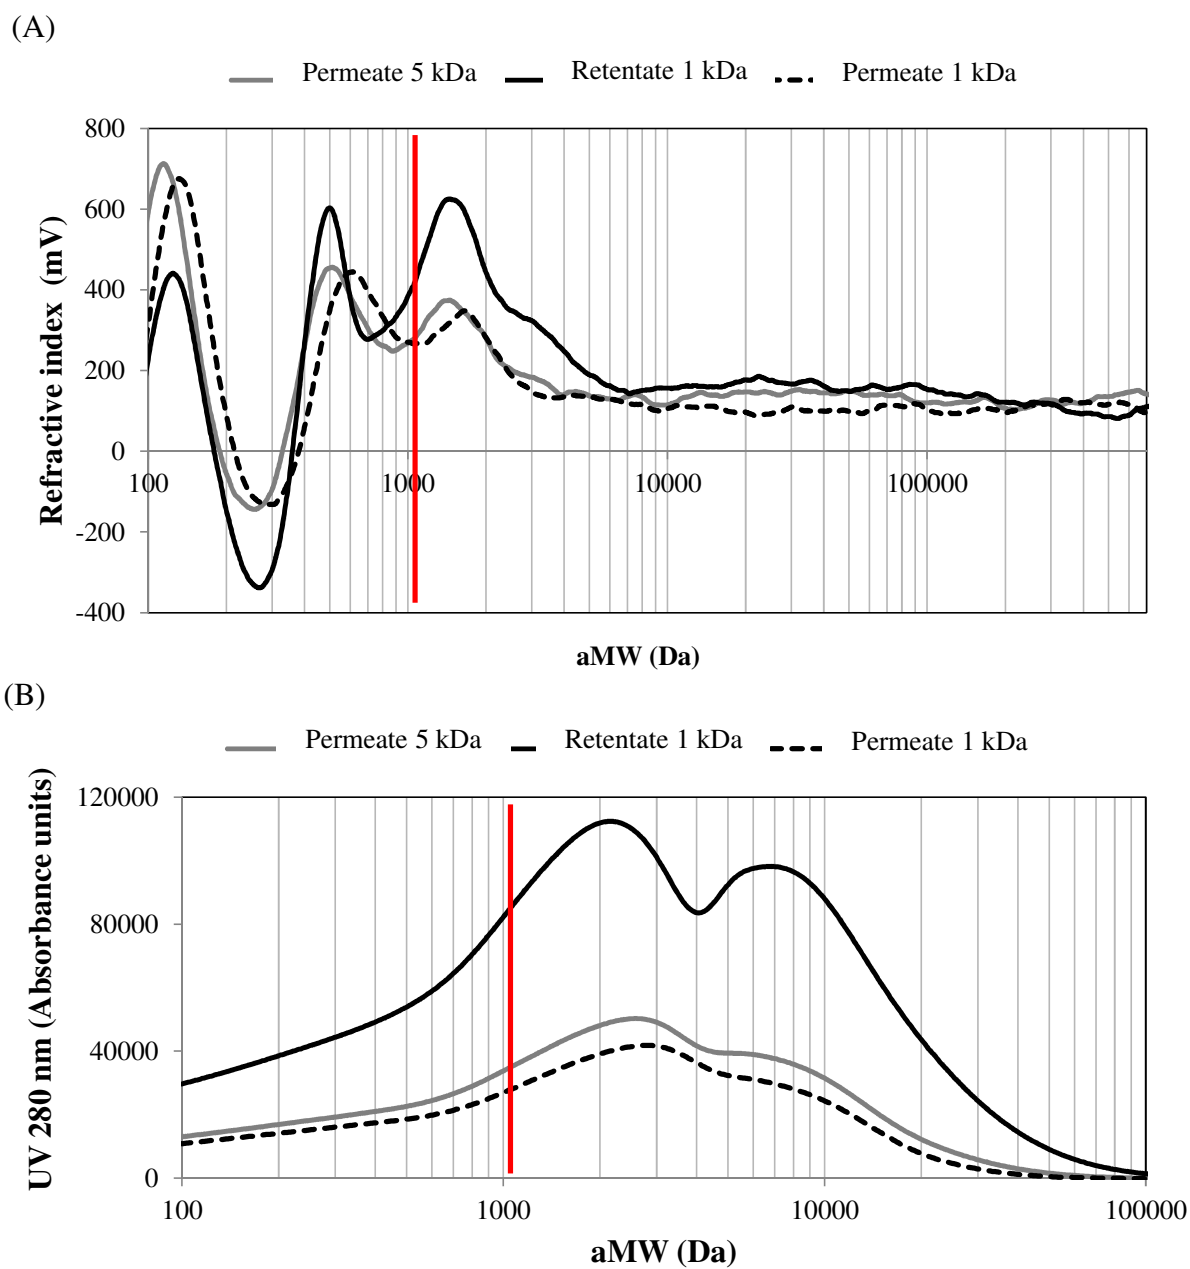 (A)
Permeate 5 kDa Retentate 1 kDa Permeate 1 kDa
800
600
400
200
0
-200
-400
Refractive index (mV)
100 1000 10000 100000
aMW (Da)
(B)
Permeate 5 kDa Retentate 1 kDa Permeate 1 kDa
120000
80000
40000
0
UV 280 nm (Absorbance units)
100 1000 10000 100000
aMW (Da)